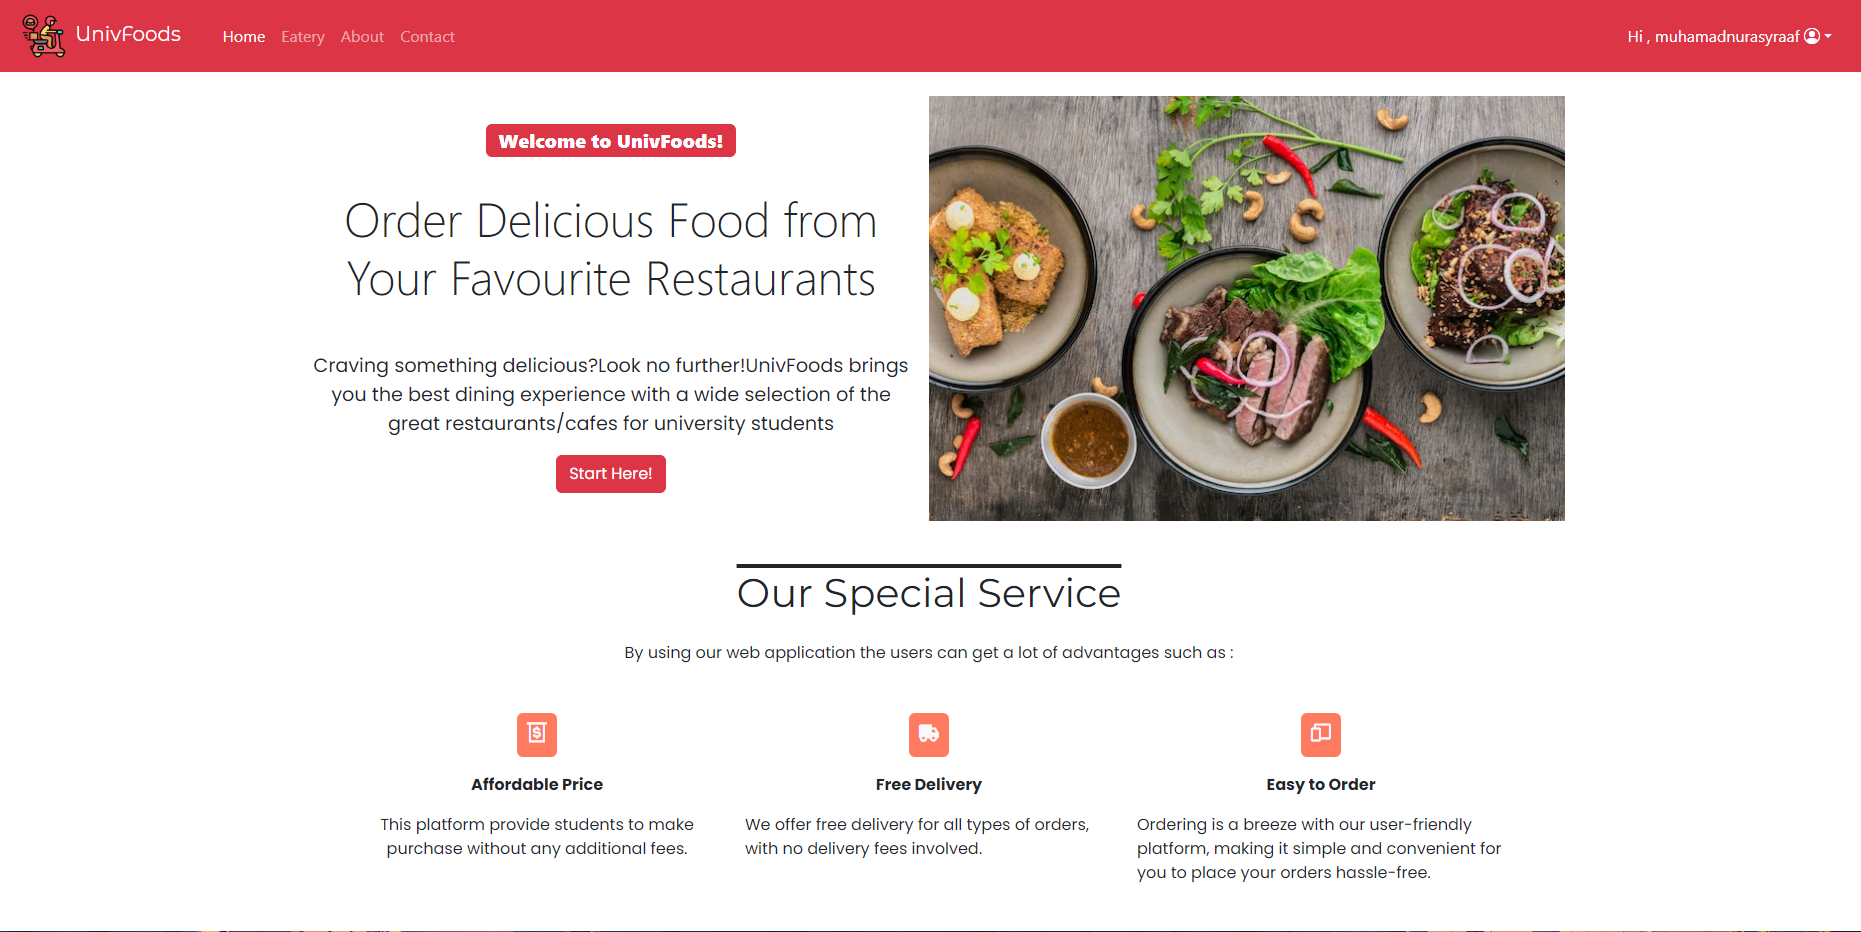 UnivFoods
Home Eatery About Contact
Hi , muhamadnurasyraaf
Welcome to UnivFoods!
Order Delicious Food from
Your Favourite Restaurants
Craving something delicious?Look no further!UnivFoods brings
you the best dining experience with a wide selection of the
great restaurants/cafes for university students
Start Here!
Our Special Service
By using our web application the users can get a lot of advantages such as :
Affordable Price
This platform provide students to make
purchase without any additional fees.
Free Delivery
We offer free delivery for all types of orders,
with no delivery fees involved.
Easy to Order
Ordering is a breeze with our user-friendly
platform, making it simple and convenient for
you to place your orders hassle-free.